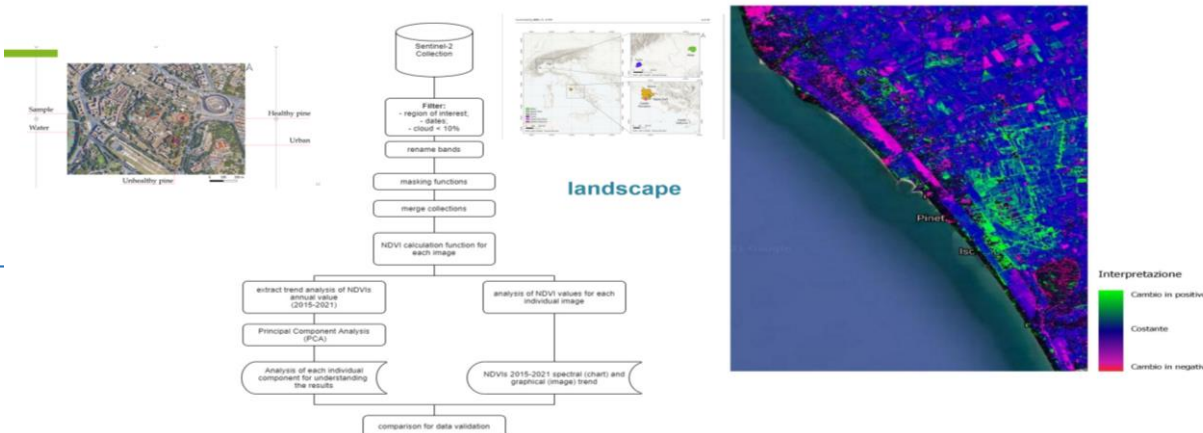 Sample
Water
Healthy pine
Urban
Unhealthy pine
Sentinel-2
Collection
Filter:
- region of interest,
- dates;
- cloud < 10%
rename bands
masking functions
merge collections
NDVI calculation function for
each image
extract trend analysis of NDVIs
annual value
(2015-2021)
analysis of NDVI values for each
individual image
Principal Component Analysis
(PCA)
Analysis of each individual
component for understanding
the results
NDVIs 2015-2021 spectral (chart) and
graphical (image) trend
comparison for data validation
landscape
Pinet
Isc
Interpretazione
Cambio in positivo
Costante
Cambio in negativ